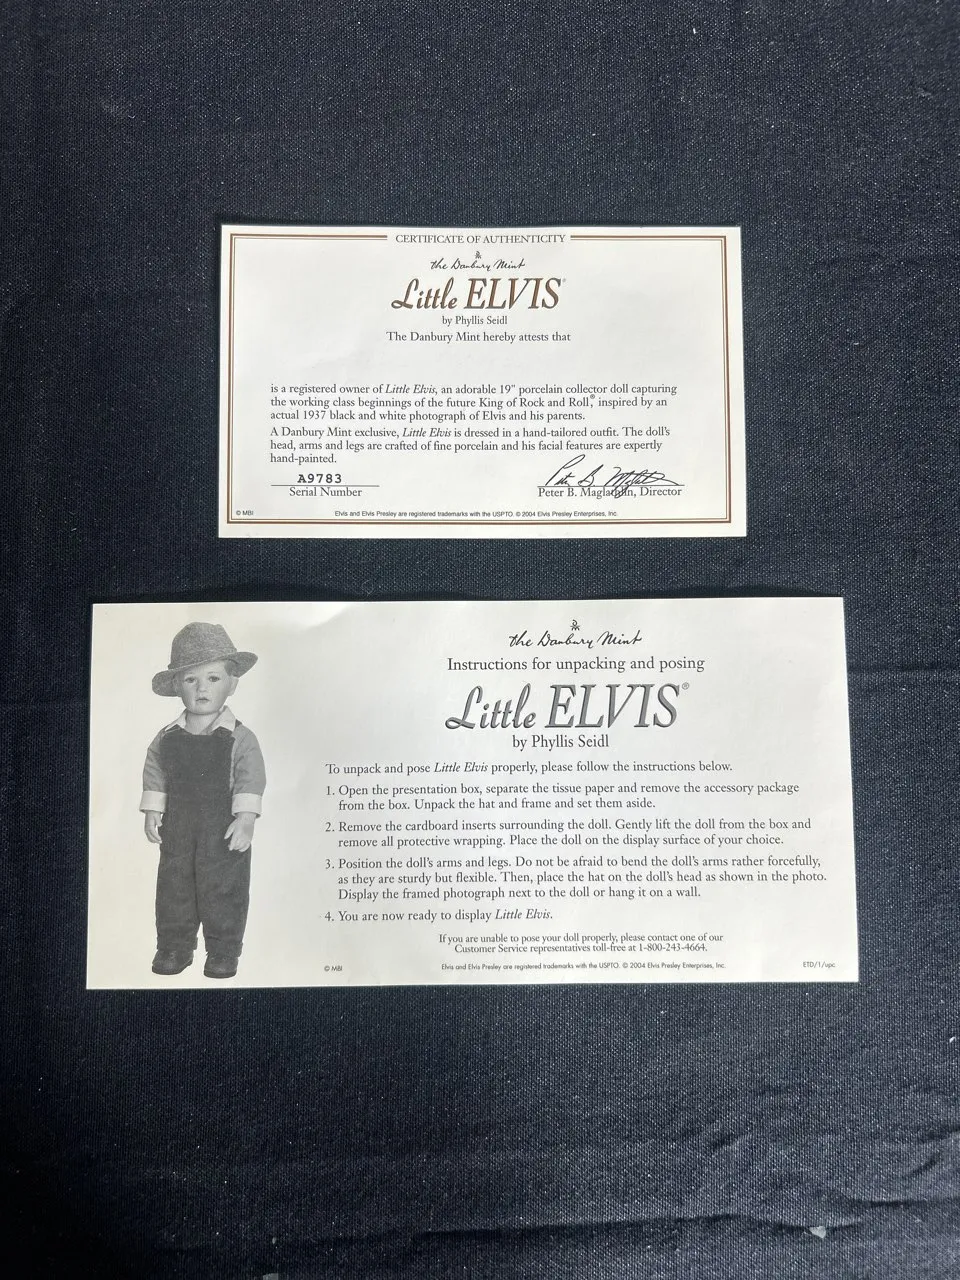 CERTIFICATE OF AUTHENTICITY
the Danbury Mint
Little ELVIS®
by Phyllis Seidl
The Danbury Mint hereby attests that
is a registered owner of Little Elvis, an adorable 19" porcelain collector doll capturing
the working class beginnings of the future King of Rock and Roll,® inspired by an
actual 1937 black and white photograph of Elvis and his parents.
A Danbury Mint exclusive, Little Elvis is dressed in a hand-tailored outfit. The doll's
head, arms and legs are crafted of fine porcelain and his facial features are expertly
hand-painted.
A9783
Serial Number
Peter B. Maglathlin, Director
© MBI
Elvis and Elvis Presley are registered trademarks with the USPTO. © 2004 Elvis Presley Enterprises, Inc.
the Danbury Mint
Instructions for unpacking and posing
Little ELVIS®
by Phyllis Seidl
To unpack and pose Little Elvis properly, please follow the instructions below.
1. Open the presentation box, separate the tissue paper and remove the accessory package
from the box. Unpack the hat and frame and set them aside.
2. Remove the cardboard inserts surrounding the doll. Gently lift the doll from the box and
remove all protective wrapping. Place the doll on the display surface of your choice.
3. Position the doll's arms and legs. Do not be afraid to bend the doll's arms rather forcefully,
as they are sturdy but flexible. Then, place the hat on the doll's head as shown in the photo.
Display the framed photograph next to the doll or hang it on a wall.
4. You are now ready to display Little Elvis.
If you are unable to pose your doll properly, please contact one of our
Customer Service representatives toll-free at 1-800-243-4664.
© MBI
Elvis and Elvis Presley are registered trademarks with the USPTO. © 2004 Elvis Presley Enterprises, Inc.
ETD/1/upc